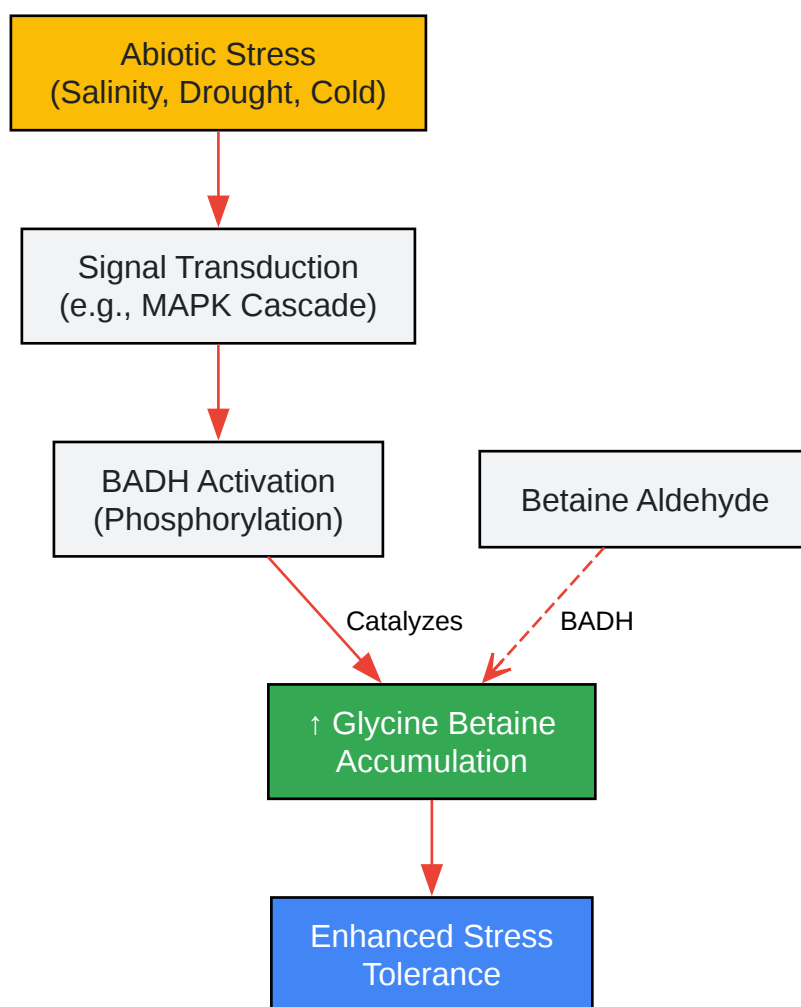 Abiotic Stress
(Salinity, Drought, Cold)
Signal Transduction
(e.g., MAPK Cascade)
BADH Activation
(Phosphorylation)
Betaine Aldehyde
Catalyzes
BADH
↑ Glycine Betaine
Accumulation
Enhanced Stress
Tolerance